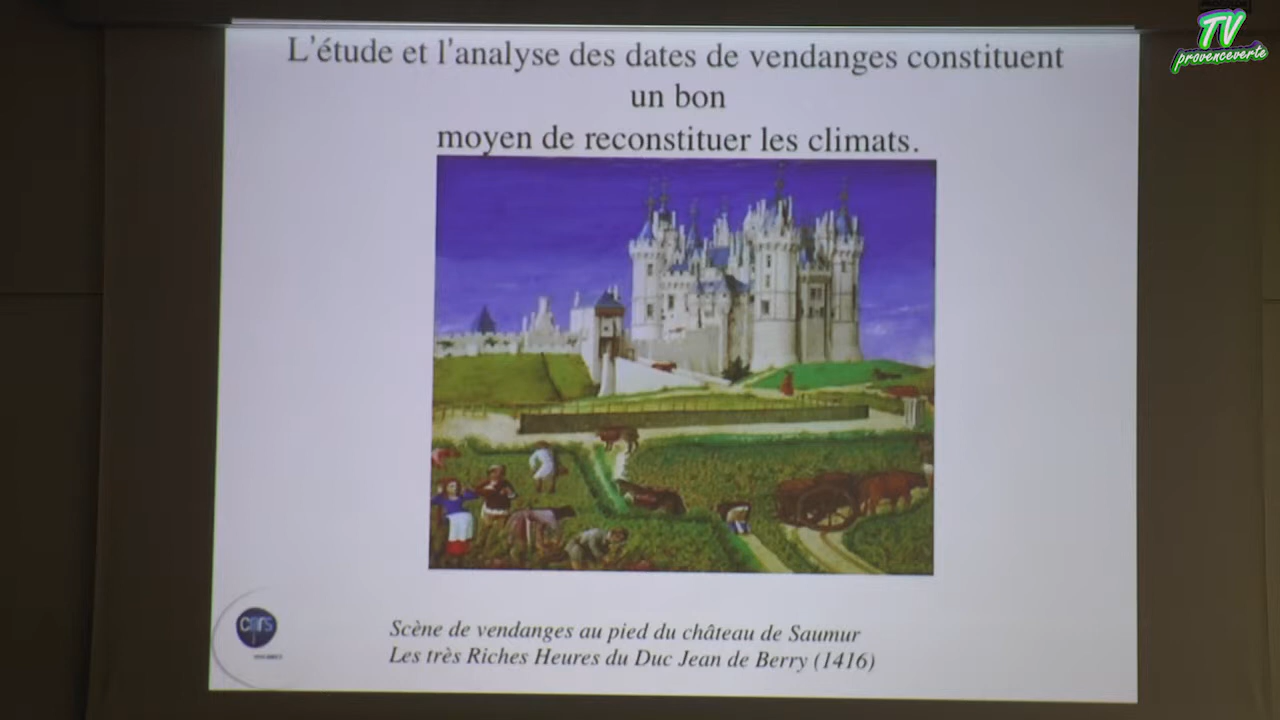 TV
provenceverte
L'étude et l'analyse des dates de vendanges constituent
un bon
moyen de reconstituer les climats.
cnrs
Scène de vendanges au pied du château de Saumur
Les très Riches Heures du Duc Jean de Berry (1416)